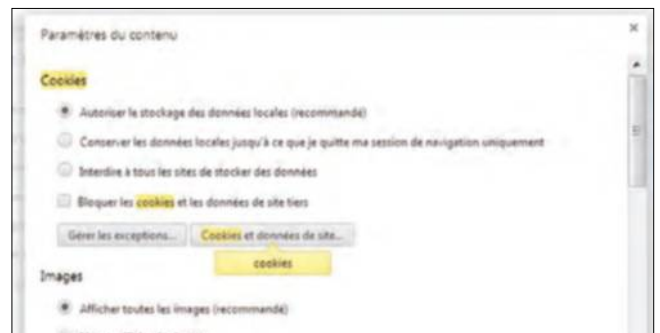 Paramètres du contenu
Cookies
Autoriser le stockage des données locales (recommandé)
Conserver les données locales jusqu'à ce que je quitte ma session de navigation uniquement
Interdire à tous les sites de stocker des données
Bloquer les cookies et les données de site tiers
Gérer les exceptions... Cookies et données de site...
cookies
Images
Afficher toutes les images (recommandé)